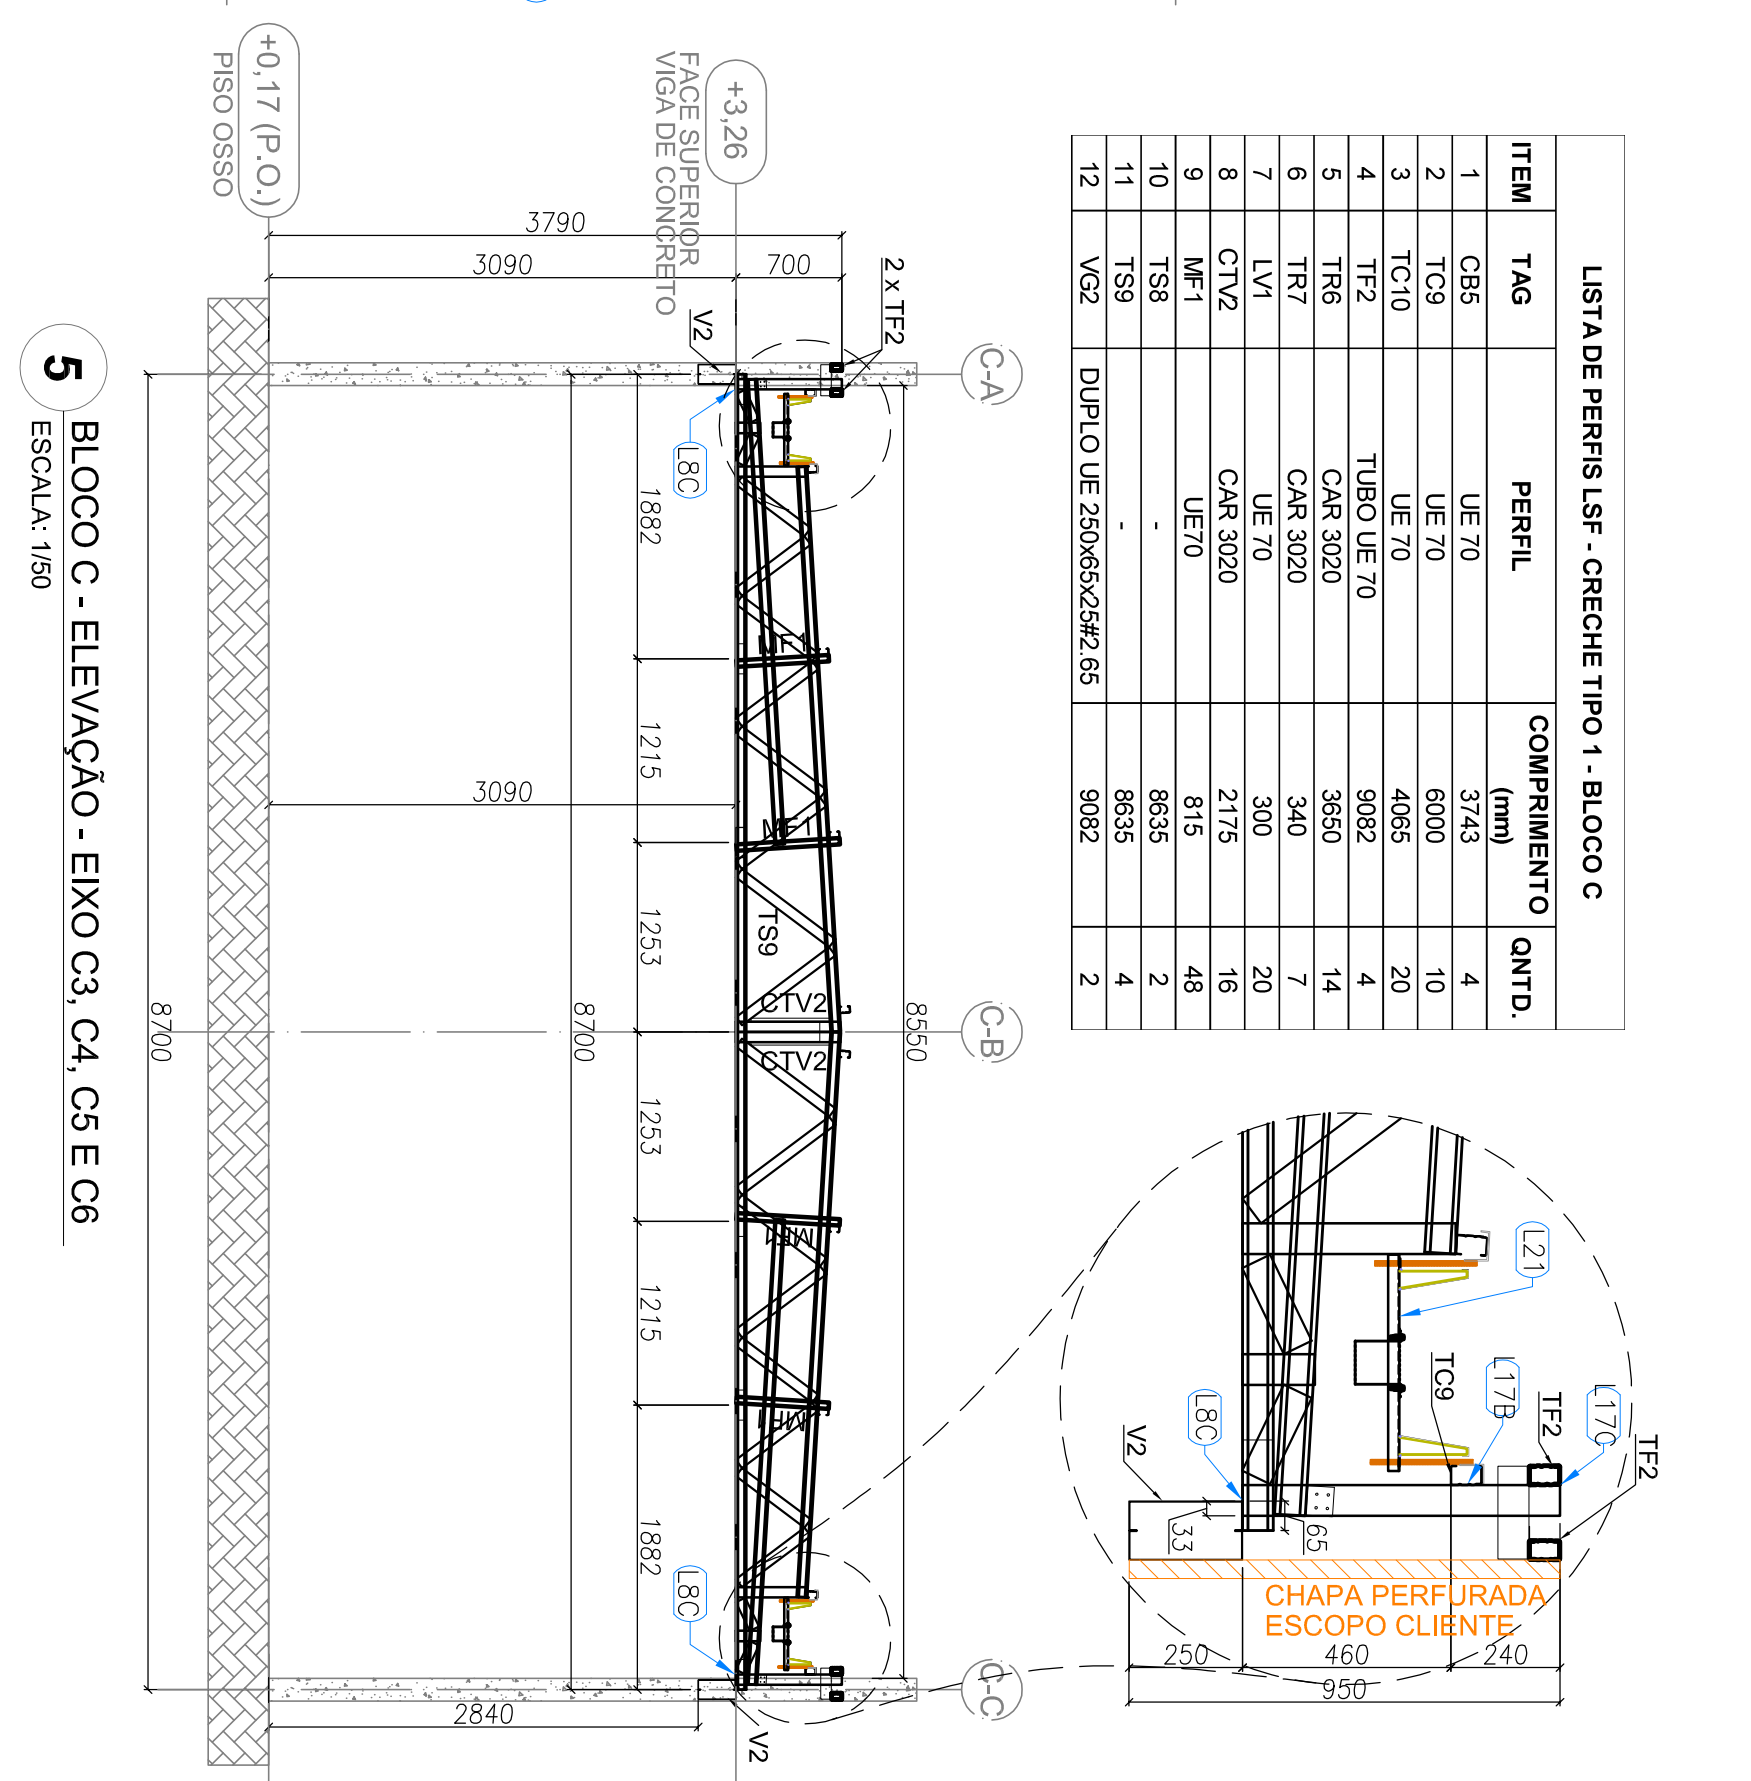 LISTA DE PERFIS LSF - CRECHE TIPO 1 - BLOCO C
ITEM TAG PERFIL COMPRIMENTO (mm) QNTD.
1 CB5 UE 70 3743 4
2 TC9 UE 70 6000 10
3 TC10 UE 70 4065 20
4 TF2 TUBO UE 70 9082 4
5 TR6 CAR 3020 3650 14
6 TR7 CAR 3020 340 7
7 LV1 UE 70 300 20
8 CTV2 CAR 3020 2175 16
9 MF1 UE70 815 48
10 TS8 - 8635 2
11 TS9 - 8635 4
12 VG2 DUPLO UE 250x65x25#2.65 9082 2
TF2
L17C
TF2
L21
L17B
TC9
L8C
V2
65
33
CHAPA PERFURADA
ESCOPO CLIENTE
250
460
240
950
C-A
C-B
C-C
8550
2 x TF2
700
3790
3090
+3,26
FACE SUPERIOR
VIGA DE CONCRETO
V2
L8C
MF1
MF1
TS9
CTV2
CTV2
MF1
MF1
L8C
V2
1882
1215
1253
1253
1215
1882
8700
3090
2840
+0,17 (P.O.)
PISO OSSO
8700
5
BLOCO C - ELEVAÇÃO - EIXO C3, C4, C5 E C6
ESCALA: 1/50